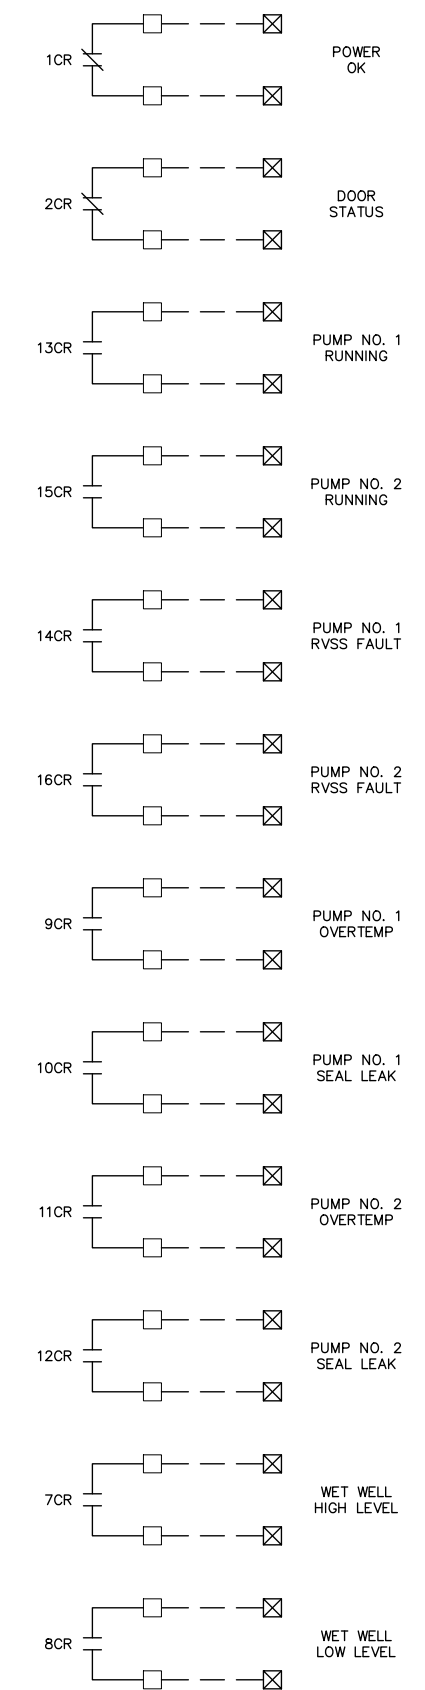 1CR
POWER
OK
2CR
DOOR
STATUS
13CR
PUMP NO. 1
RUNNING
15CR
PUMP NO. 2
RUNNING
14CR
PUMP NO. 1
RVSS FAULT
16CR
PUMP NO. 2
RVSS FAULT
9CR
PUMP NO. 1
OVERTEMP
10CR
PUMP NO. 1
SEAL LEAK
11CR
PUMP NO. 2
OVERTEMP
12CR
PUMP NO. 2
SEAL LEAK
7CR
WET WELL
HIGH LEVEL
8CR
WET WELL
LOW LEVEL